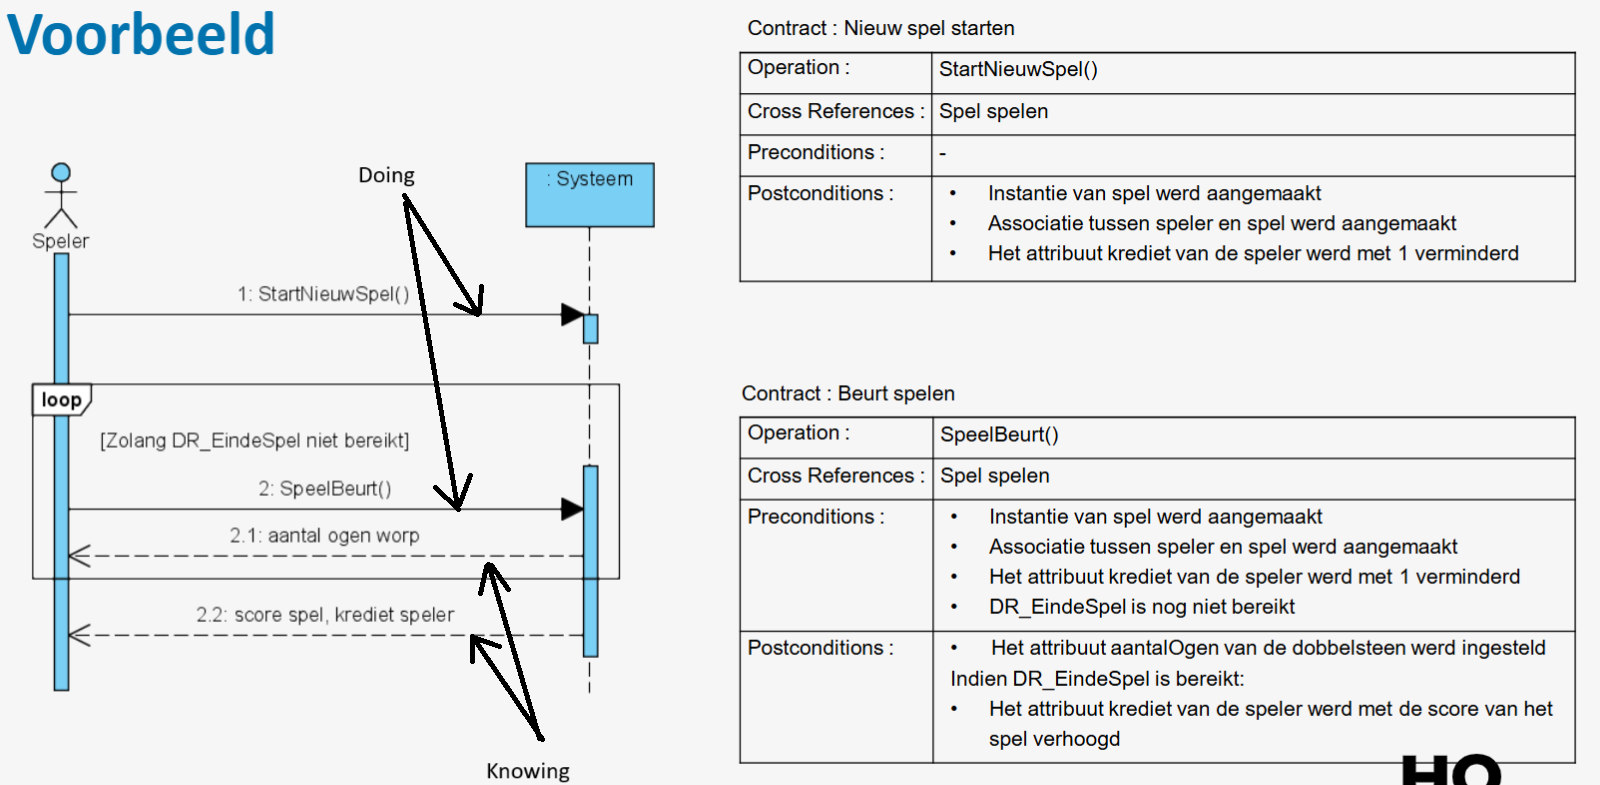 Voorbeeld
Doing
: Systeem
Speler
1: StartNieuwSpel()
loop
[Zolang DR_EindeSpel niet bereikt]
2: SpeelBeurt()
2.1: aantal ogen worp
2.2: score spel, krediet speler
Knowing
Contract : Nieuw spel starten
Operation : StartNieuwSpel()
Cross References : Spel spelen
Preconditions : -
Postconditions : • Instantie van spel werd aangemaakt
• Associatie tussen speler en spel werd aangemaakt
• Het attribuut krediet van de speler werd met 1 verminderd
Contract : Beurt spelen
Operation : SpeelBeurt()
Cross References : Spel spelen
Preconditions : • Instantie van spel werd aangemaakt
• Associatie tussen speler en spel werd aangemaakt
• Het attribuut krediet van de speler werd met 1 verminderd
• DR_EindeSpel is nog niet bereikt
Postconditions : • Het attribuut aantalOgen van de dobbelsteen werd ingesteld
Indien DR_EindeSpel is bereikt:
• Het attribuut krediet van de speler werd met de score van het
spel verhoogd